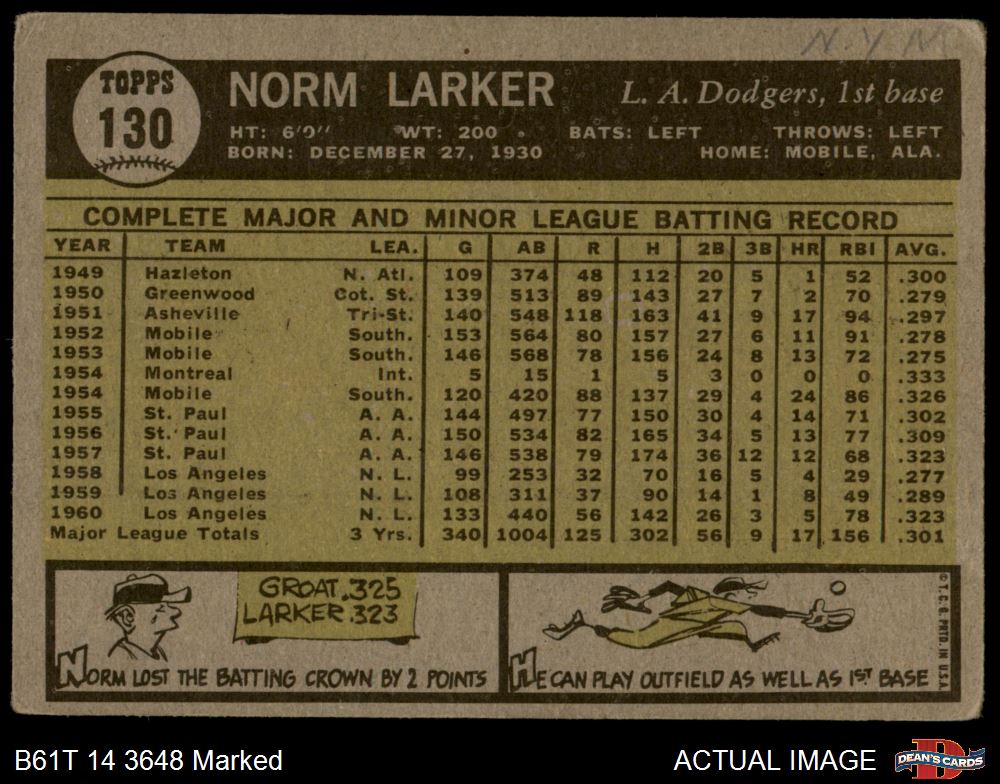 N. Y. N
TOPPS
130
NORM LARKER
L. A. Dodgers, 1st base
HT: 6'0" WT: 200 BATS: LEFT THROWS: LEFT
BORN: DECEMBER 27, 1930 HOME: MOBILE, ALA.
COMPLETE MAJOR AND MINOR LEAGUE BATTING RECORD
YEAR TEAM LEA. G AB R H 2B 3B HR RBI AVG.
1949 Hazleton N. Atl. 109 374 48 112 20 5 1 52 .300
1950 Greenwood Cot. St. 139 513 89 143 27 7 2 70 .279
1951 Asheville Tri-St. 140 548 118 163 41 9 17 94 .297
1952 Mobile South. 153 564 80 157 27 6 11 91 .278
1953 Mobile South. 146 568 78 156 24 8 13 72 .275
1954 Montreal Int. 5 15 1 5 3 0 0 0 .333
1954 Mobile South. 120 420 88 137 29 4 24 86 .326
1955 St. Paul A. A. 144 497 77 150 30 4 14 71 .302
1956 St. Paul A. A. 150 534 82 165 34 5 13 77 .309
1957 St. Paul A. A. 146 538 79 174 36 12 12 68 .323
1958 Los Angeles N. L. 99 253 32 70 16 5 4 29 .277
1959 Los Angeles N. L. 108 311 37 90 14 1 8 49 .289
1960 Los Angeles N. L. 133 440 56 142 26 3 5 78 .323
Major League Totals 3 Yrs. 340 1004 125 302 56 9 17 156 .301
GROAT .325
LARKER .323
NORM LOST THE BATTING CROWN BY 2 POINTS
HE CAN PLAY OUTFIELD AS WELL AS 1ST BASE
© T. C. G. PRTD. IN U.S.A.
B61T 14 3648 Marked
ACTUAL IMAGE
DEAN'S CARDS